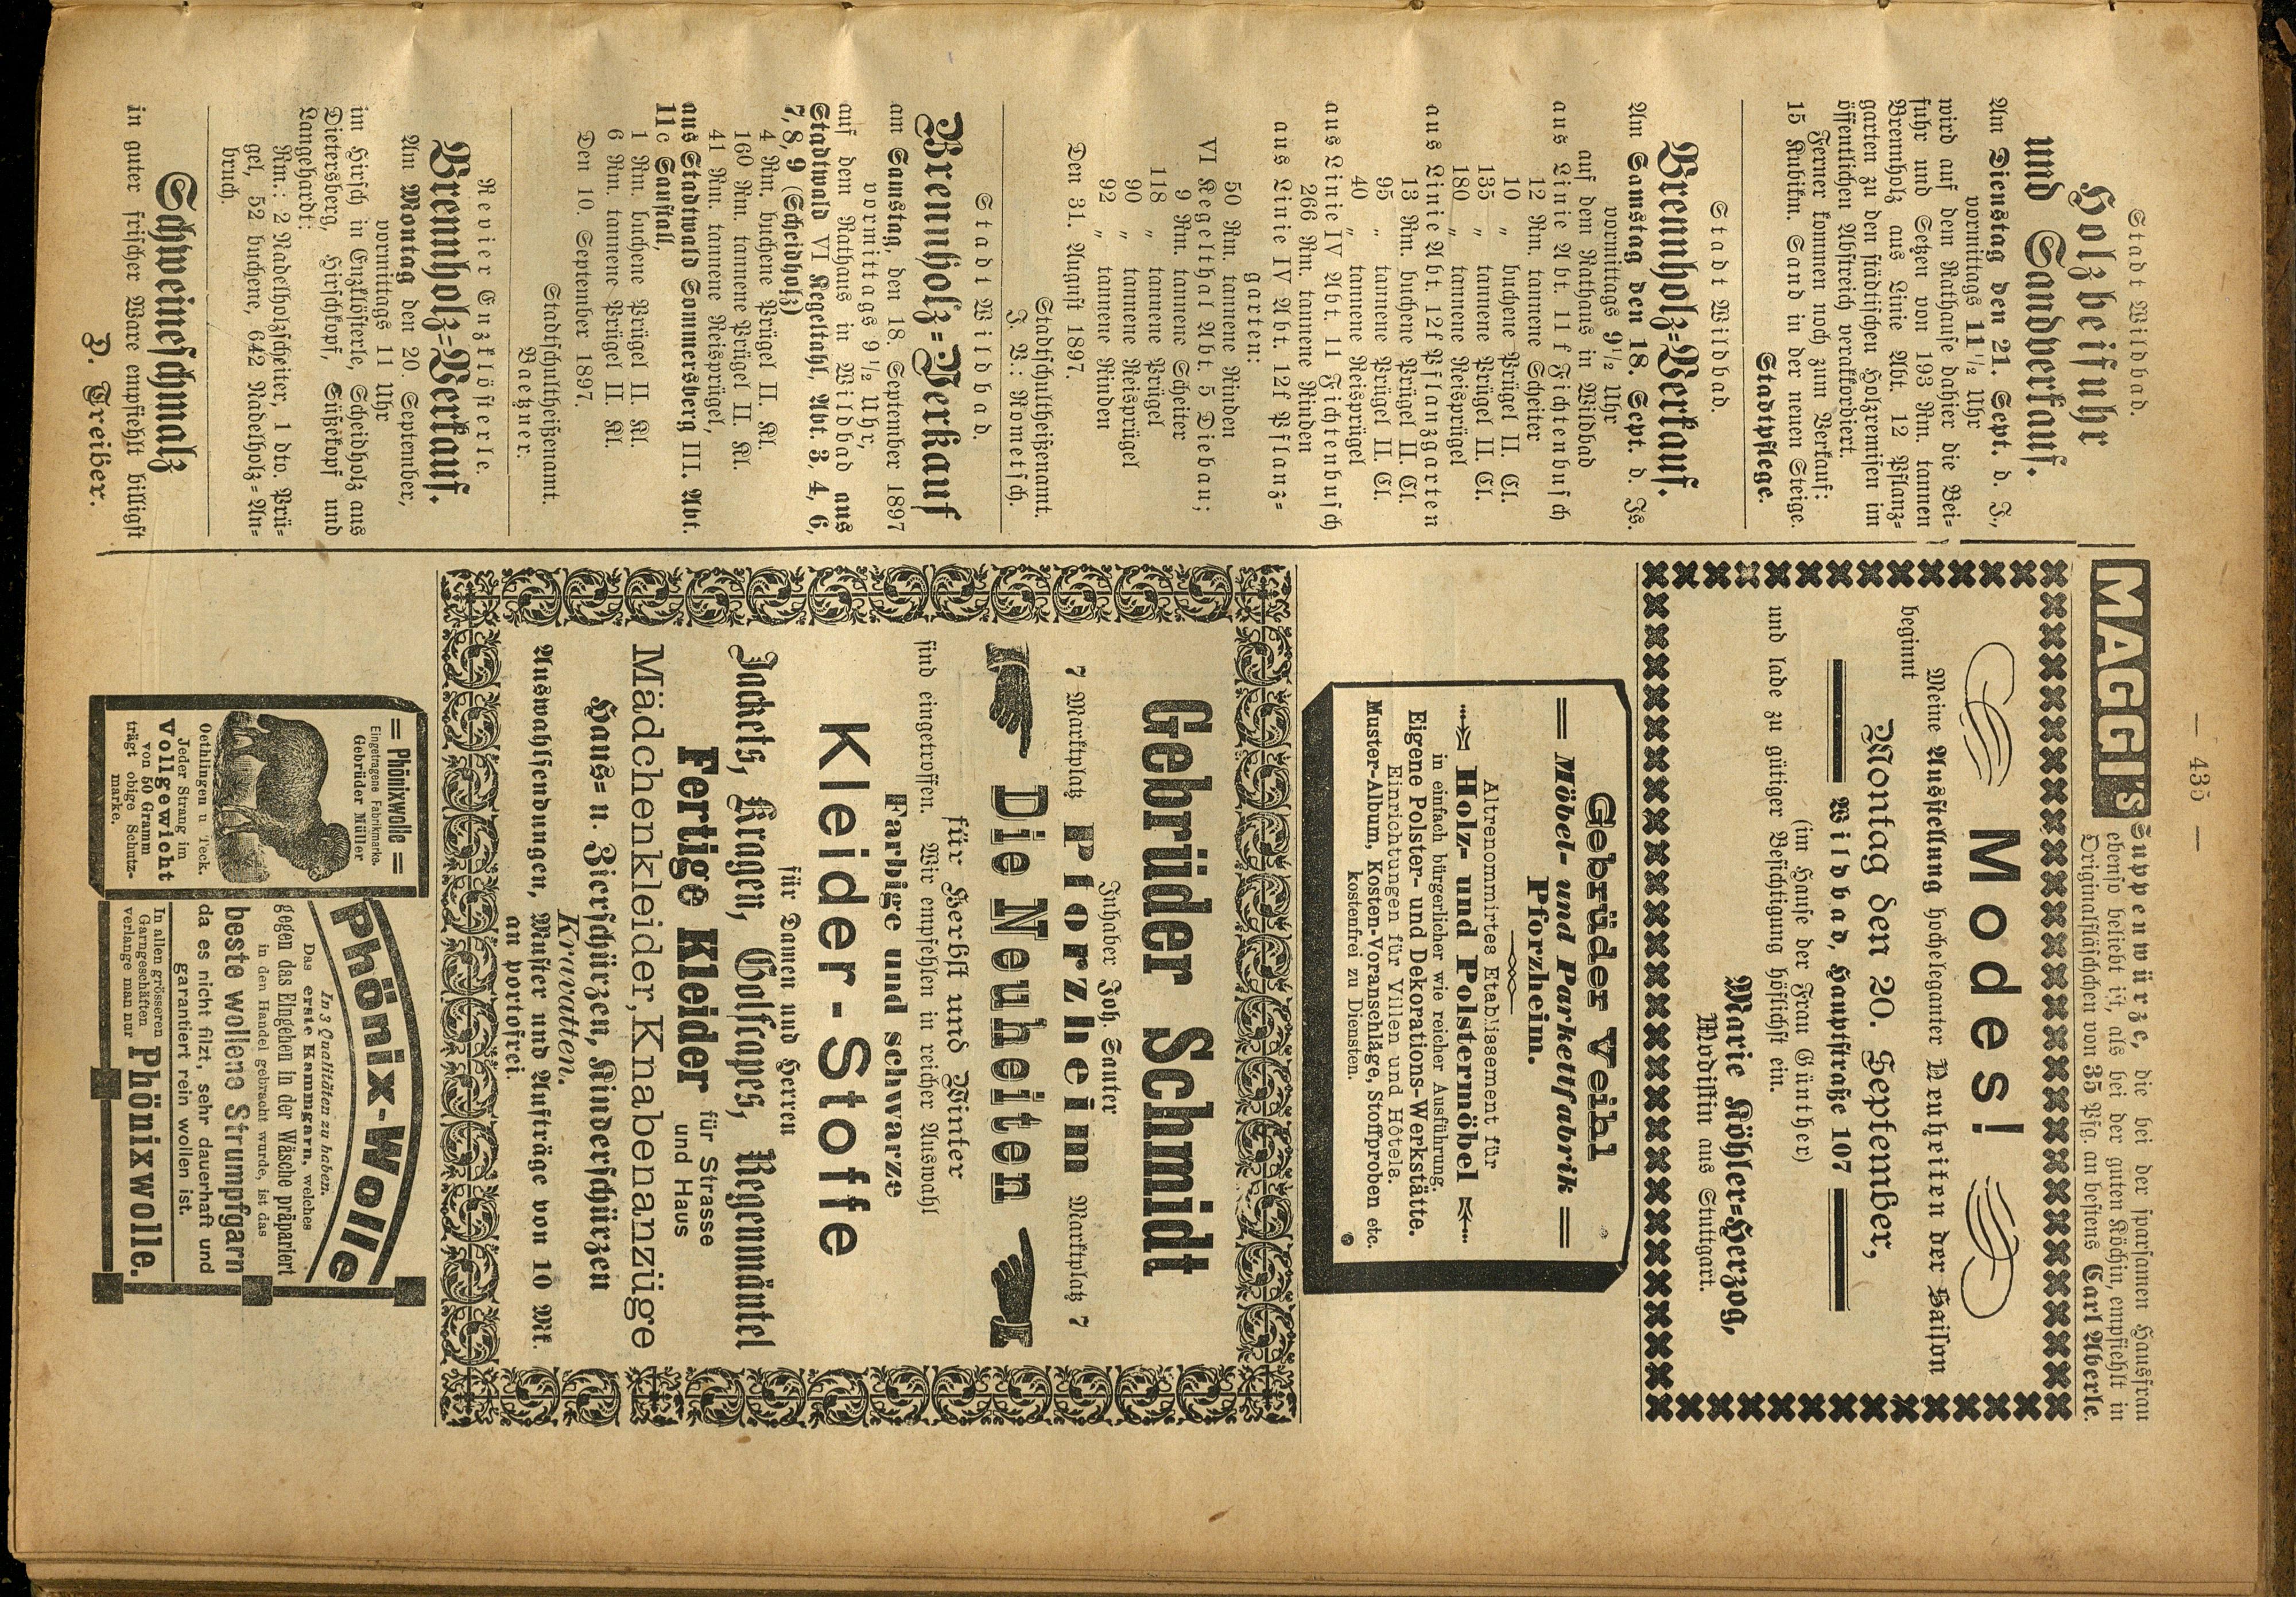 — 435 —
Stadt Wildbad.
Holzbeifuhr
und Sandverkauf.
Am Dienstag den 21. Sept. d. J.,
vormittags 11½ Uhr
wird auf dem Rathause dahier die Bei=
fuhr und Setzen von 193 Rm. tannen
Brennholz aus Linie Abt. 12 Pflanz=
garten zu den städtischen Holzremisen im
öffentlichen Abstreich verakkordiert.
Ferner kommen noch zum Verkauf:
15 Kubikm. Sand in der neuen Steige.
Stadtpflege.
Stadt Wildbad.
Brennholz=Verkauf.
Am Samstag den 18. Sept. d. Js.
vormittags 9½ Uhr
auf dem Rathaus in Wildbad
aus Linie Abt. 11 f Fichtenbusch
12 Rm. tannene Scheiter
10 „ buchene Prügel II. Cl.
135 „ tannene Prügel II. Cl.
180 „ tannene Reisprügel
aus Linie Abt. 12f Pflanzgarten
13 Rm. buchene Prügel II. Cl.
95 „ tannene Prügel II. Cl.
40 „ tannene Reisprügel
aus Linie IV Abt. 11 Fichtenbusch
266 Rm. tannene Rinden
aus Linie IV Abt. 12f Pflanz=
garten:
50 Rm. tannene Rinden
VI Kegelthal Abt. 5 Diebau;
9 Rm. tannene Scheiter
118 „ tannene Prügel
90 „ tannene Reisprügel
92 „ tannene Rinden
Den 31. August 1897.
Stadtschultheißenamt.
J. V.: Rometsch.
Stadt Wildbad.
Brennholz=Verkauf
am Samstag, den 18. September 1897
vormittags 9½ Uhr,
auf dem Rathaus in Wildbad aus
Stadtwald VI Kegeltahl, Abt. 3, 4, 6,
7, 8, 9 (Scheidholz)
4 Rm. buchene Prügel II. Kl.
160 Rm. tannene Prügel II. Kl.
41 Rm. tannene Reisprügel,
aus Stadtwald Sommersberg III. Abt.
11c Saustall,
1 Rm. buchene Prügel II. Kl.
6 Rm. tannene Prügel II. Kl.
Den 10. September 1897.
Stadtschultheißenamt.
Baetzner.
Revier Enzklösterle.
Brennholz=Verkauf.
Am Montag den 20. September,
vormittags 11 Uhr
im Hirsch in Enzklösterle, Scheidholz aus
Dietersberg, Hirschkopf, Süßekopf und
Langehardt:
Rm.: 2 Nadelholzscheiter, 1 dto. Prü=
gel, 52 buchene, 642 Nadelholz=An=
bruch.
Schweineschmalz
in guter frischer Ware empfiehlt billigst
D. Treiber.
MAGGI's Suppenwürze, die bei der sparsamen Hausfrau
ebenso beliebt ist, als bei der guten Köchin, empfiehlt in
Originalfläschchen von 35 Pfg. an bestens Carl Aberle.
Modes!
Meine Ausstellung hocheleganter Neuheiten der Saison
beginnt
Montag den 20. September,
Wildbad, Hauptstraße 107
(im Hause der Frau Günther)
und lade zu gütiger Besichtigung höflichst ein.
Marie Köhler=Herzog,
Modistin aus Stuttgart.
Gebrüder Veihl
= Möbel- und Parkettfabrik =
Pforzheim.
Altrenommirtes Etablissement für
Holz- und Polstermöbel
in einfach bürgerlicher wie reicher Ausführung.
Eigene Polster- und Dekorations-Werkstätte.
Einrichtungen für Villen und Hôtels.
Muster-Album, Kosten-Voranschläge, Stoffproben etc.
kostenfrei zu Diensten.
Gebrüder Schmidt
Inhaber Joh. Sauter
7 Marktplatz Pforzheim Marktplatz 7
Die Neuheiten
für Herbst und Winter
sind eingetroffen. Wir empfehlen in reicher Auswahl
Farbige und schwarze
Kleider-Stoffe
für Damen und Herren
Jackets, Kragen, Golfcapes, Regenmäntel
Fertige Kleider für Strasse
und Haus
Mädchenkleider, Knabenanzüge
Haus= u. Zierschürzen, Kinderschürzen
Kravatten.
Auswahlsendungen, Muster und Aufträge von 10 Mk.
an portofrei.
= Phönixwolle =
Eingetragene Fabrikmarke.
Gebrüder Müller
Oethlingen u Teck.
Jeder Strang im
Vollgewicht
von 50 Gramm
trägt obige Schutz-
marke.
Phönix-Wolle
In 3 Qualitäten zu haben.
Das erste Kammgarn, welches
gegen das Eingehen in der Wäsche präpariert
in den Handel gebracht wurde, ist das
beste wollene Strumpfgarn
da es nicht filzt, sehr dauerhaft und
garantiert rein wollen ist.
In allen grösseren
Garngeschäften
verlange man nur Phönixwolle.